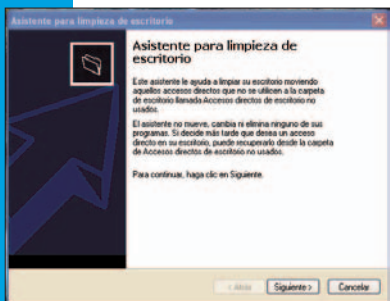 Asistente para limpieza de escritorio
Asistente para limpieza de
escritorio
Este asistente le ayuda a limpiar su escritorio moviendo
aquellos accesos directos que no se utilicen a la carpeta
de escritorio llamada Accesos directos de escritorio no
usados.
El asistente no mueve, cambia ni elimina ninguno de sus
programas. Si decide más tarde que desea un acceso
directo en su escritorio, puede recuperarlo desde la carpeta
de Accesos directos de escritorio no usados.
Para continuar, haga clic en Siguiente.
< Atrás
Siguiente >
Cancelar